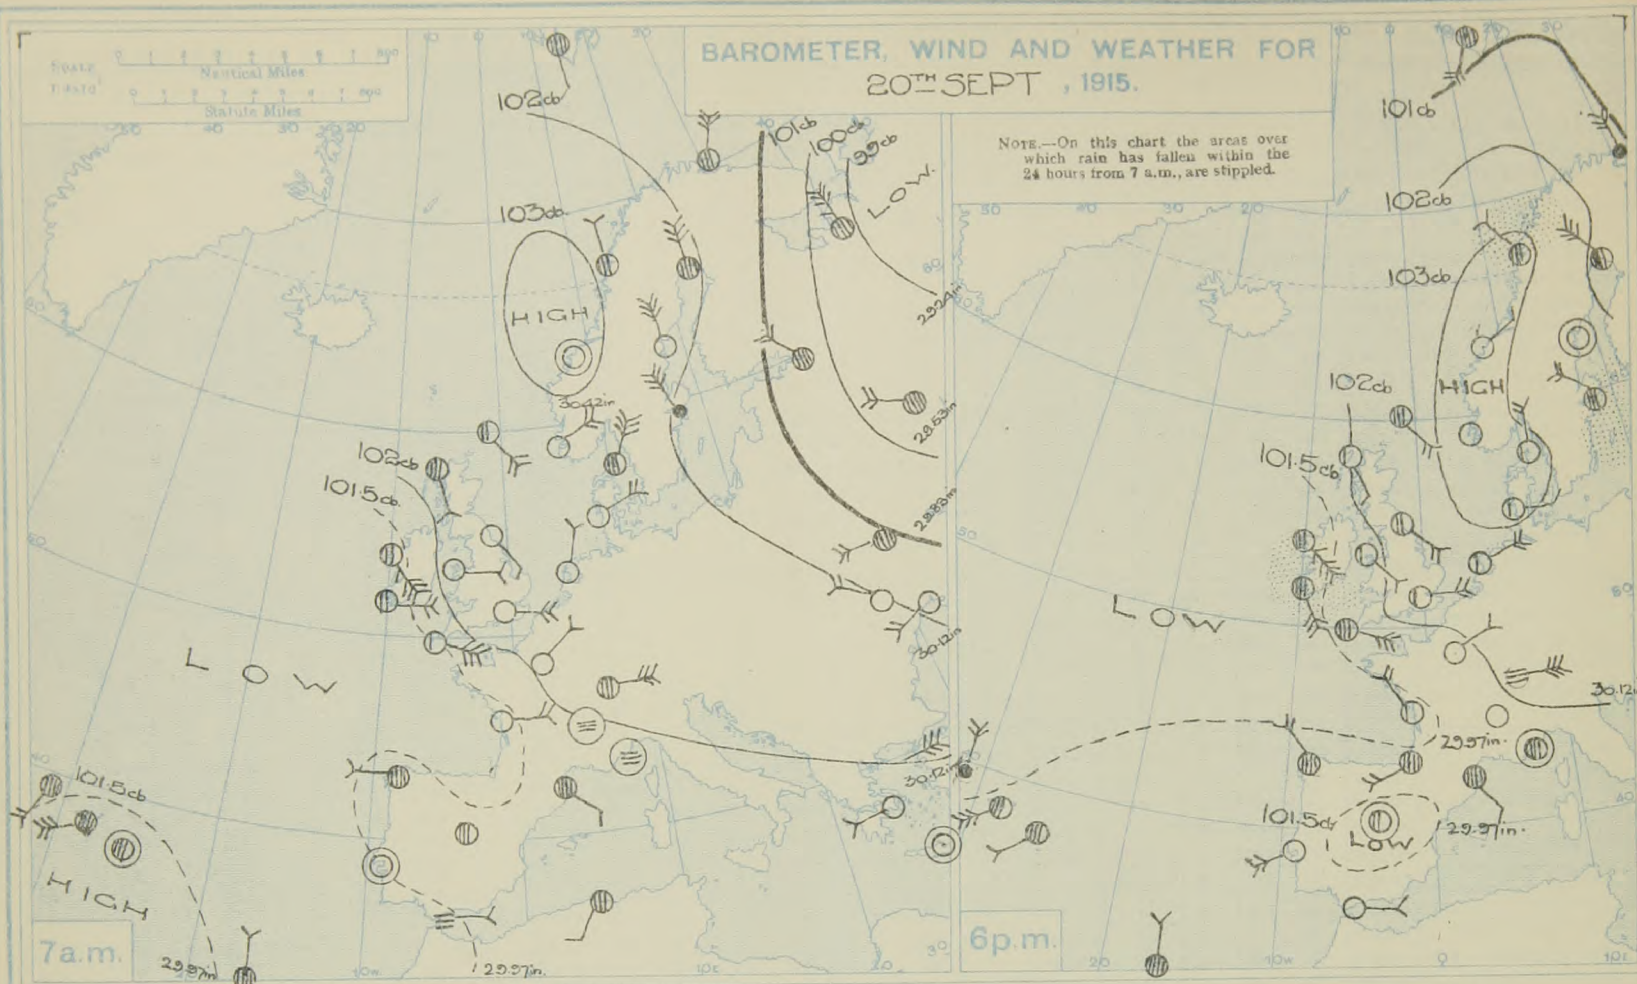 BAROMETER, WIND AND WEATHER FOR
20TH SEPT , 1915.
NOTE.—On this chart the areas over
which rain has fallen within the
24 hours from 7 a.m., are stippled.
Nautical Miles
Statute Miles
102cb
101cb
100cb
99cb
LOW.
103cb
HIGH
30.42in
29.24in
29.53in
29.83in
102cb
101.5cb
30.12in
LOW
30.12in
101.5cb
HIGH
29.97in
29.97in.
7a.m.
101cb
102cb
103cb
HIGH
102cb
101.5cb
LOW
30.12
29.97in.
101.5cb
LOW
29.97in.
6p.m.